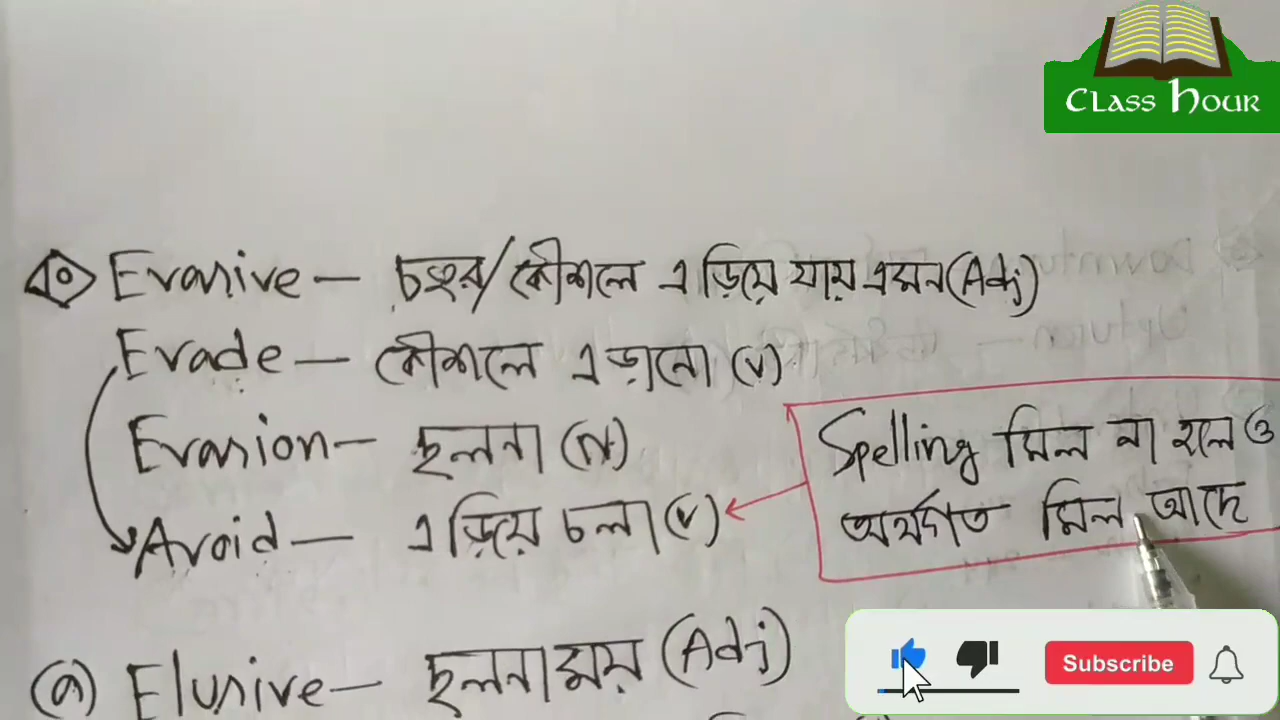 CLASS HOUR
Evasive — চতুর/কৌশলে এড়িয়ে যায় এমন (Adj)
Evade — কৌশলে এড়ানো (V)
Evasion — ছলনা (N)
Spelling মিল না হলেও
Avoid — এড়িয়ে চলা (V)
অর্থগত মিল আছে
(a) Elusive — ছলনাময় (Adj)
Subscribe